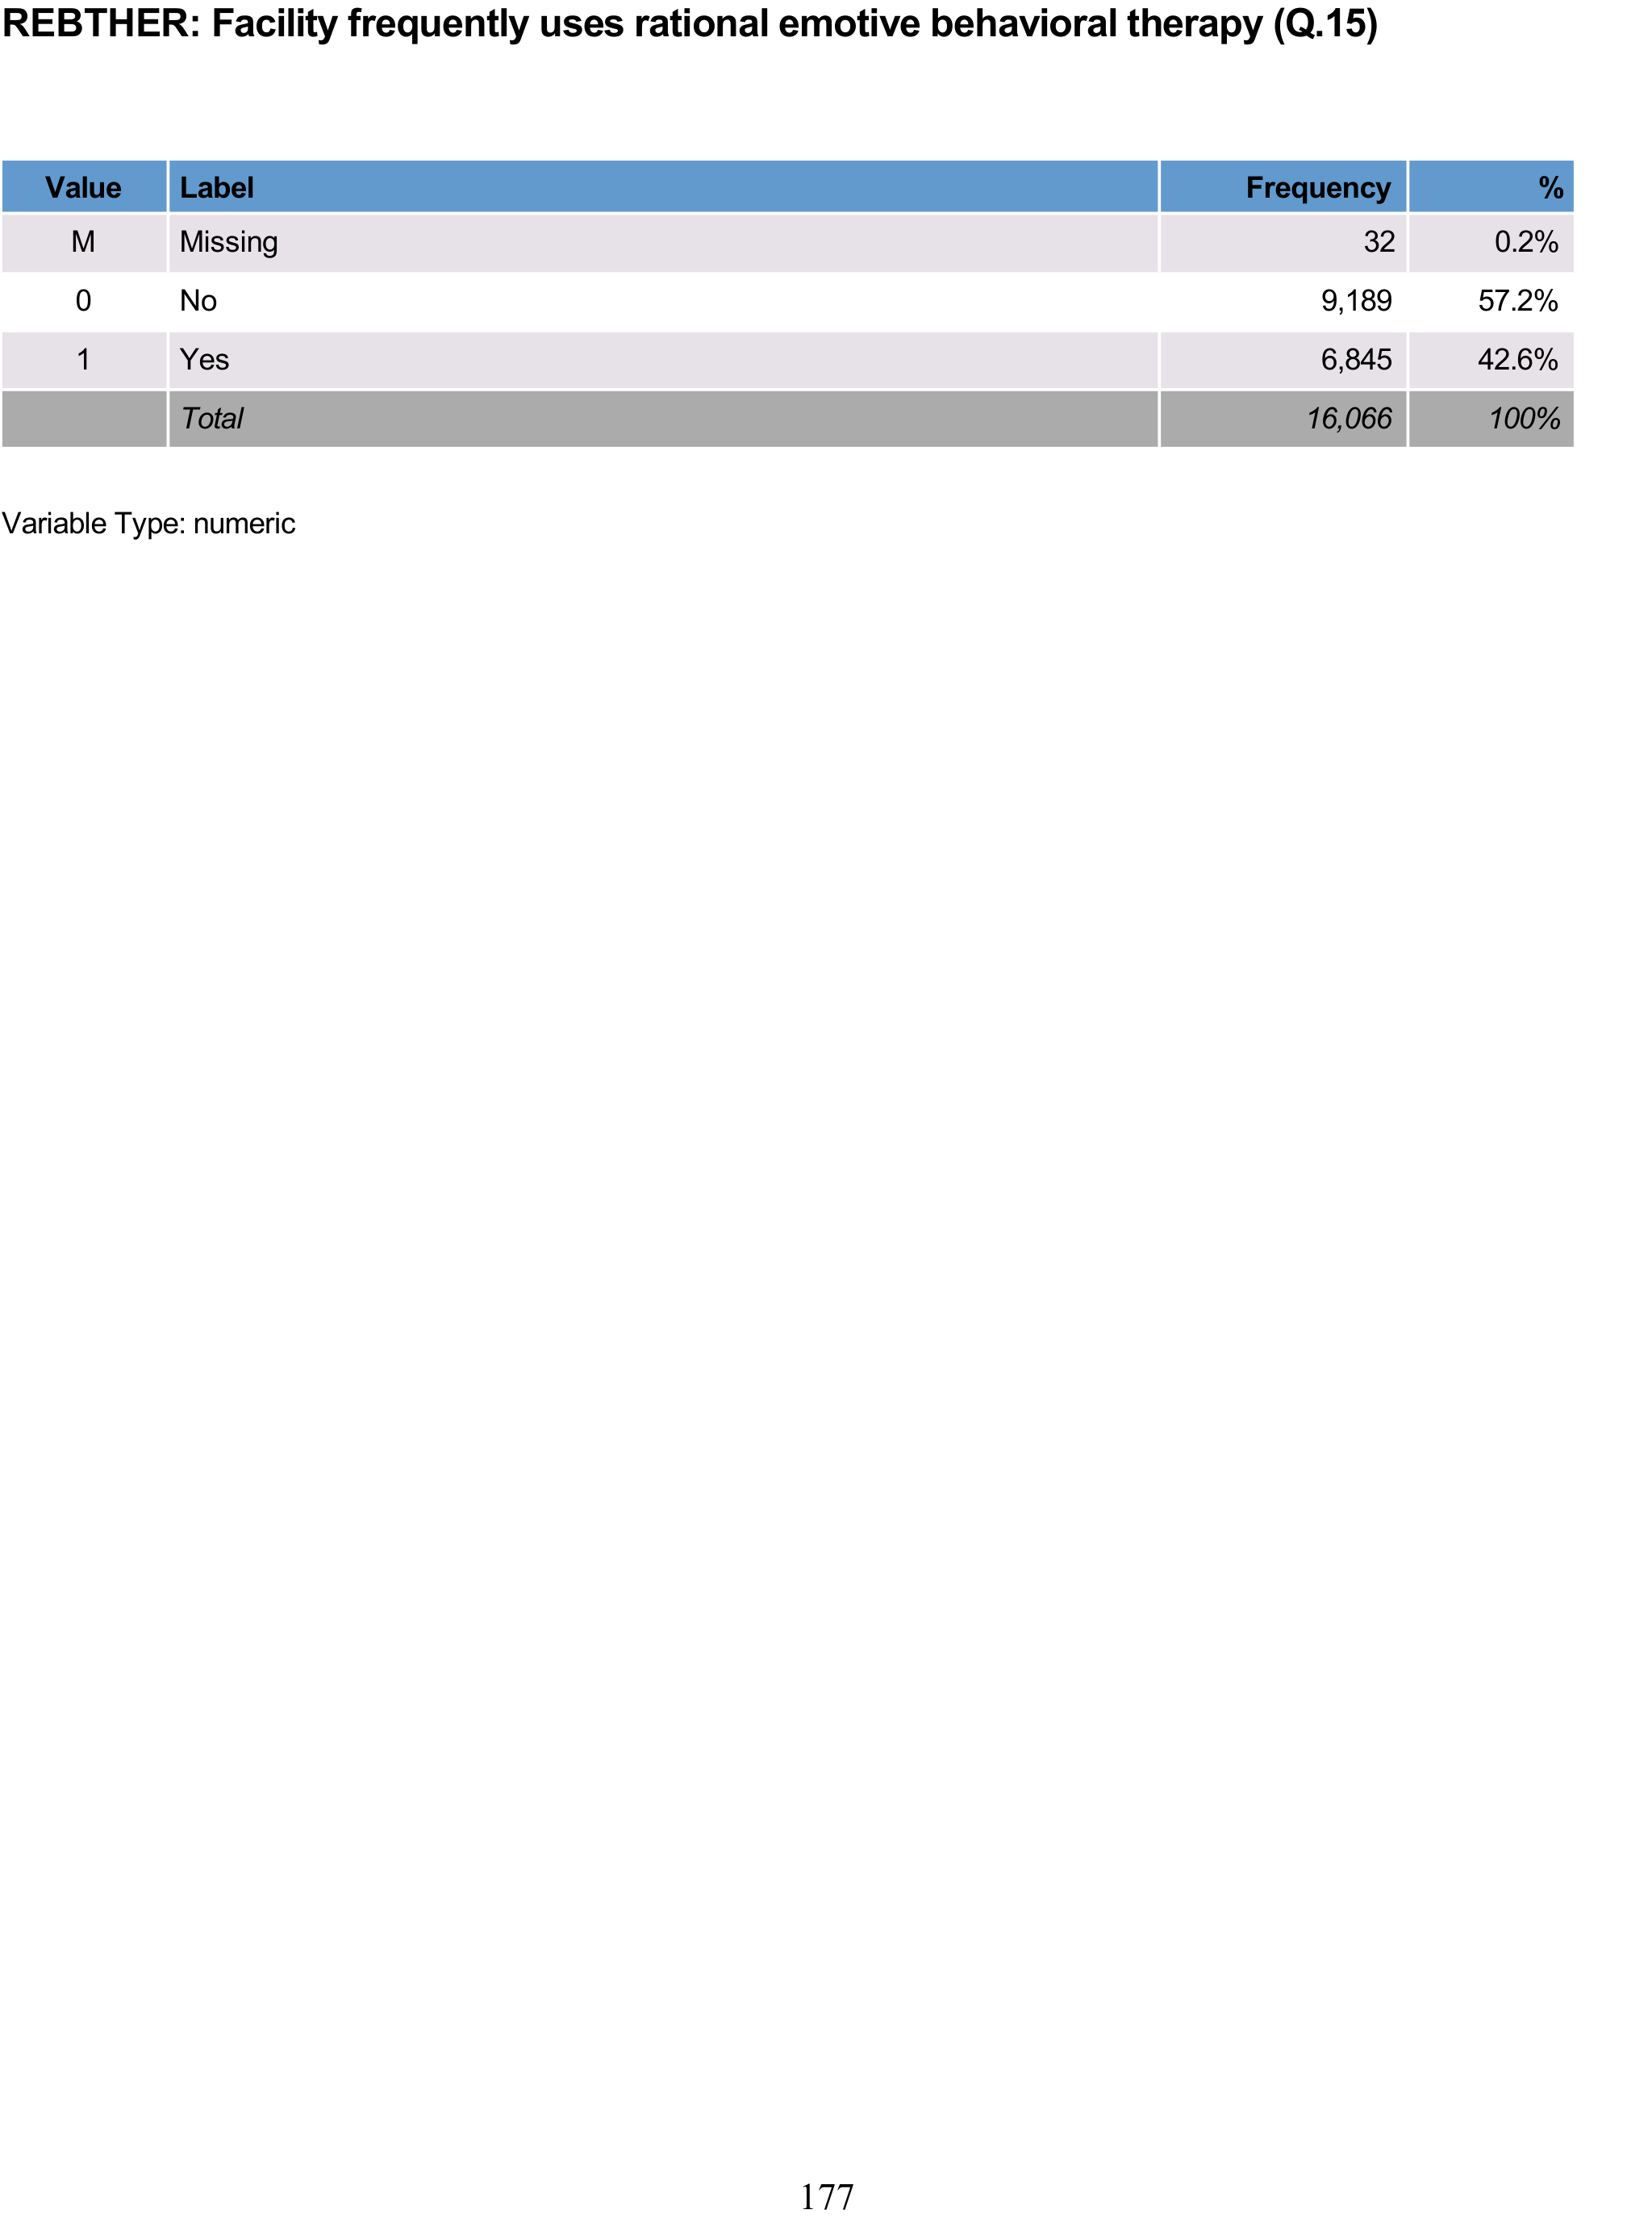 REBTHER: Facility frequently uses rational emotive behavioral therapy (Q.15)
Value Label Frequency %
M Missing 32 0.2%
0 No 9,189 57.2%
1 Yes 6,845 42.6%
Total 16,066 100%
Variable Type: numeric
177